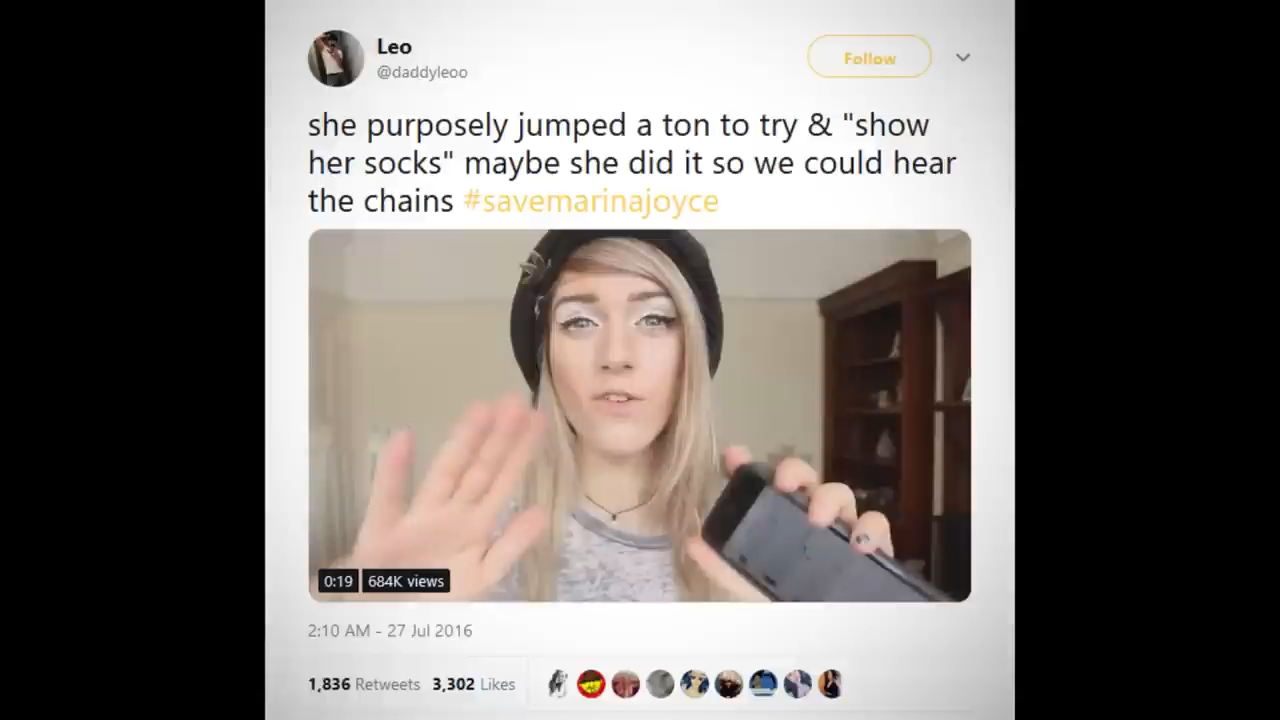 Leo
@daddyleoo
Follow
she purposely jumped a ton to try & "show
her socks" maybe she did it so we could hear
the chains #savemarinajoyce
0:19 684K views
2:10 AM - 27 Jul 2016
1,836 Retweets 3,302 Likes